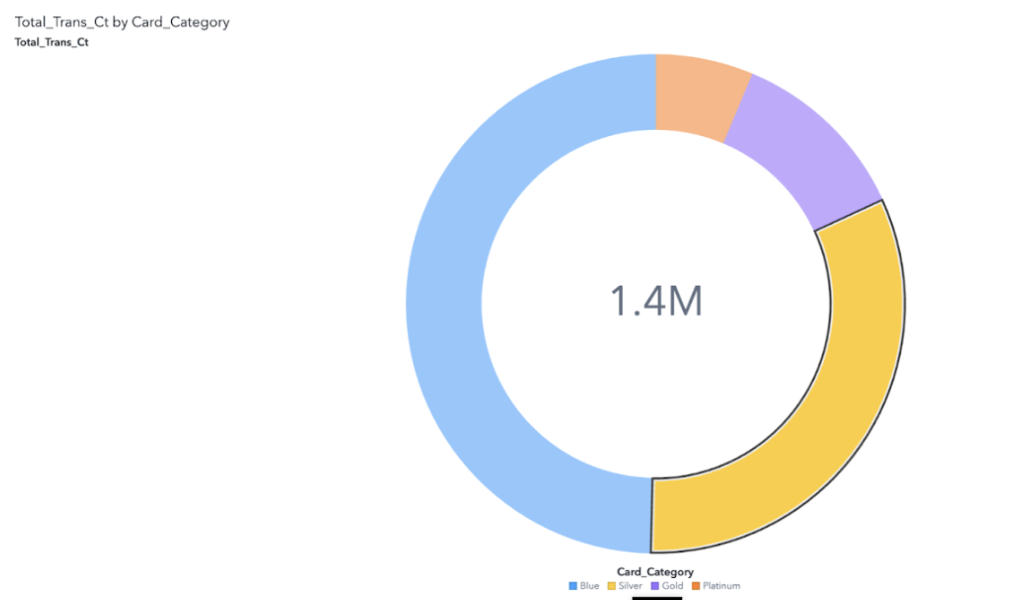 Total_Trans_Ct by Card_Category
Total_Trans_Ct
1.4M
Card_Category
Blue Silver Gold Platinum